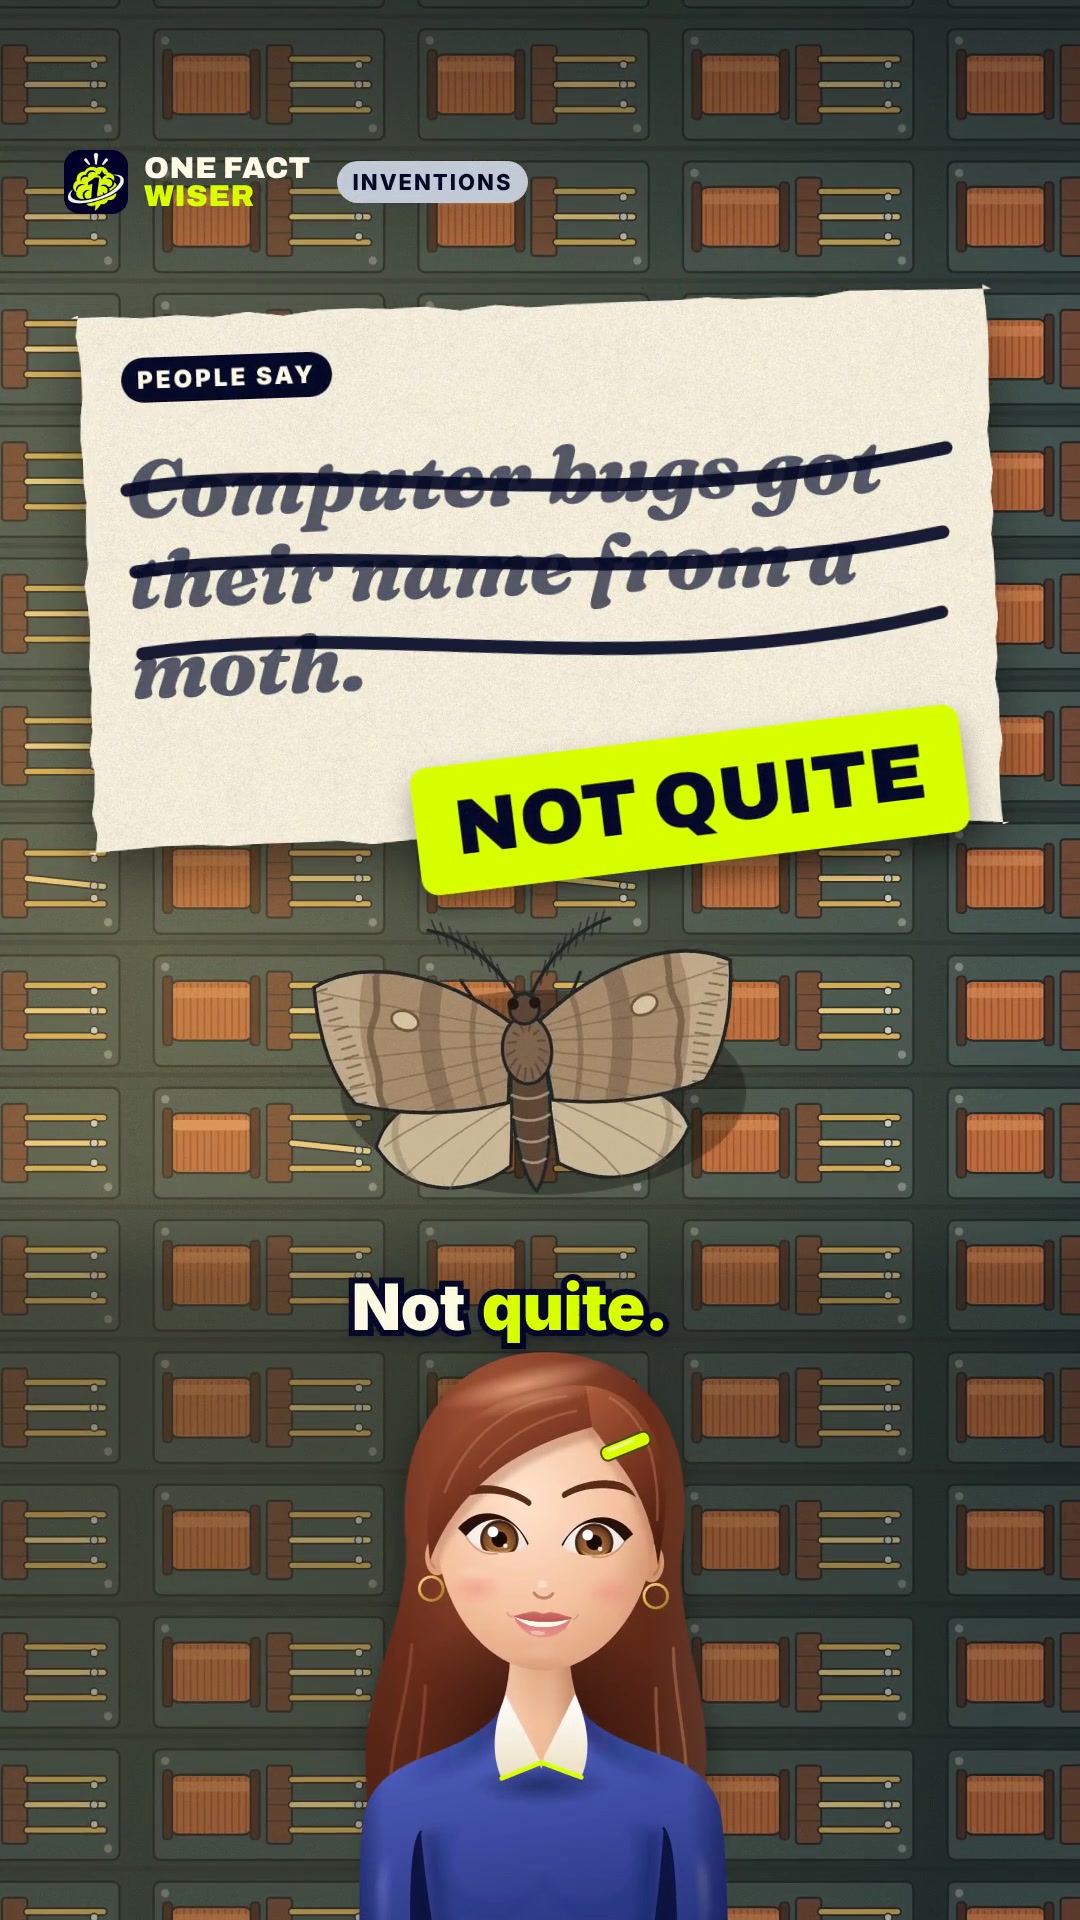 ONE FACT
WISER
INVENTIONS
PEOPLE SAY
Computer bugs got
their name from a
moth.
NOT QUITE
Not quite.